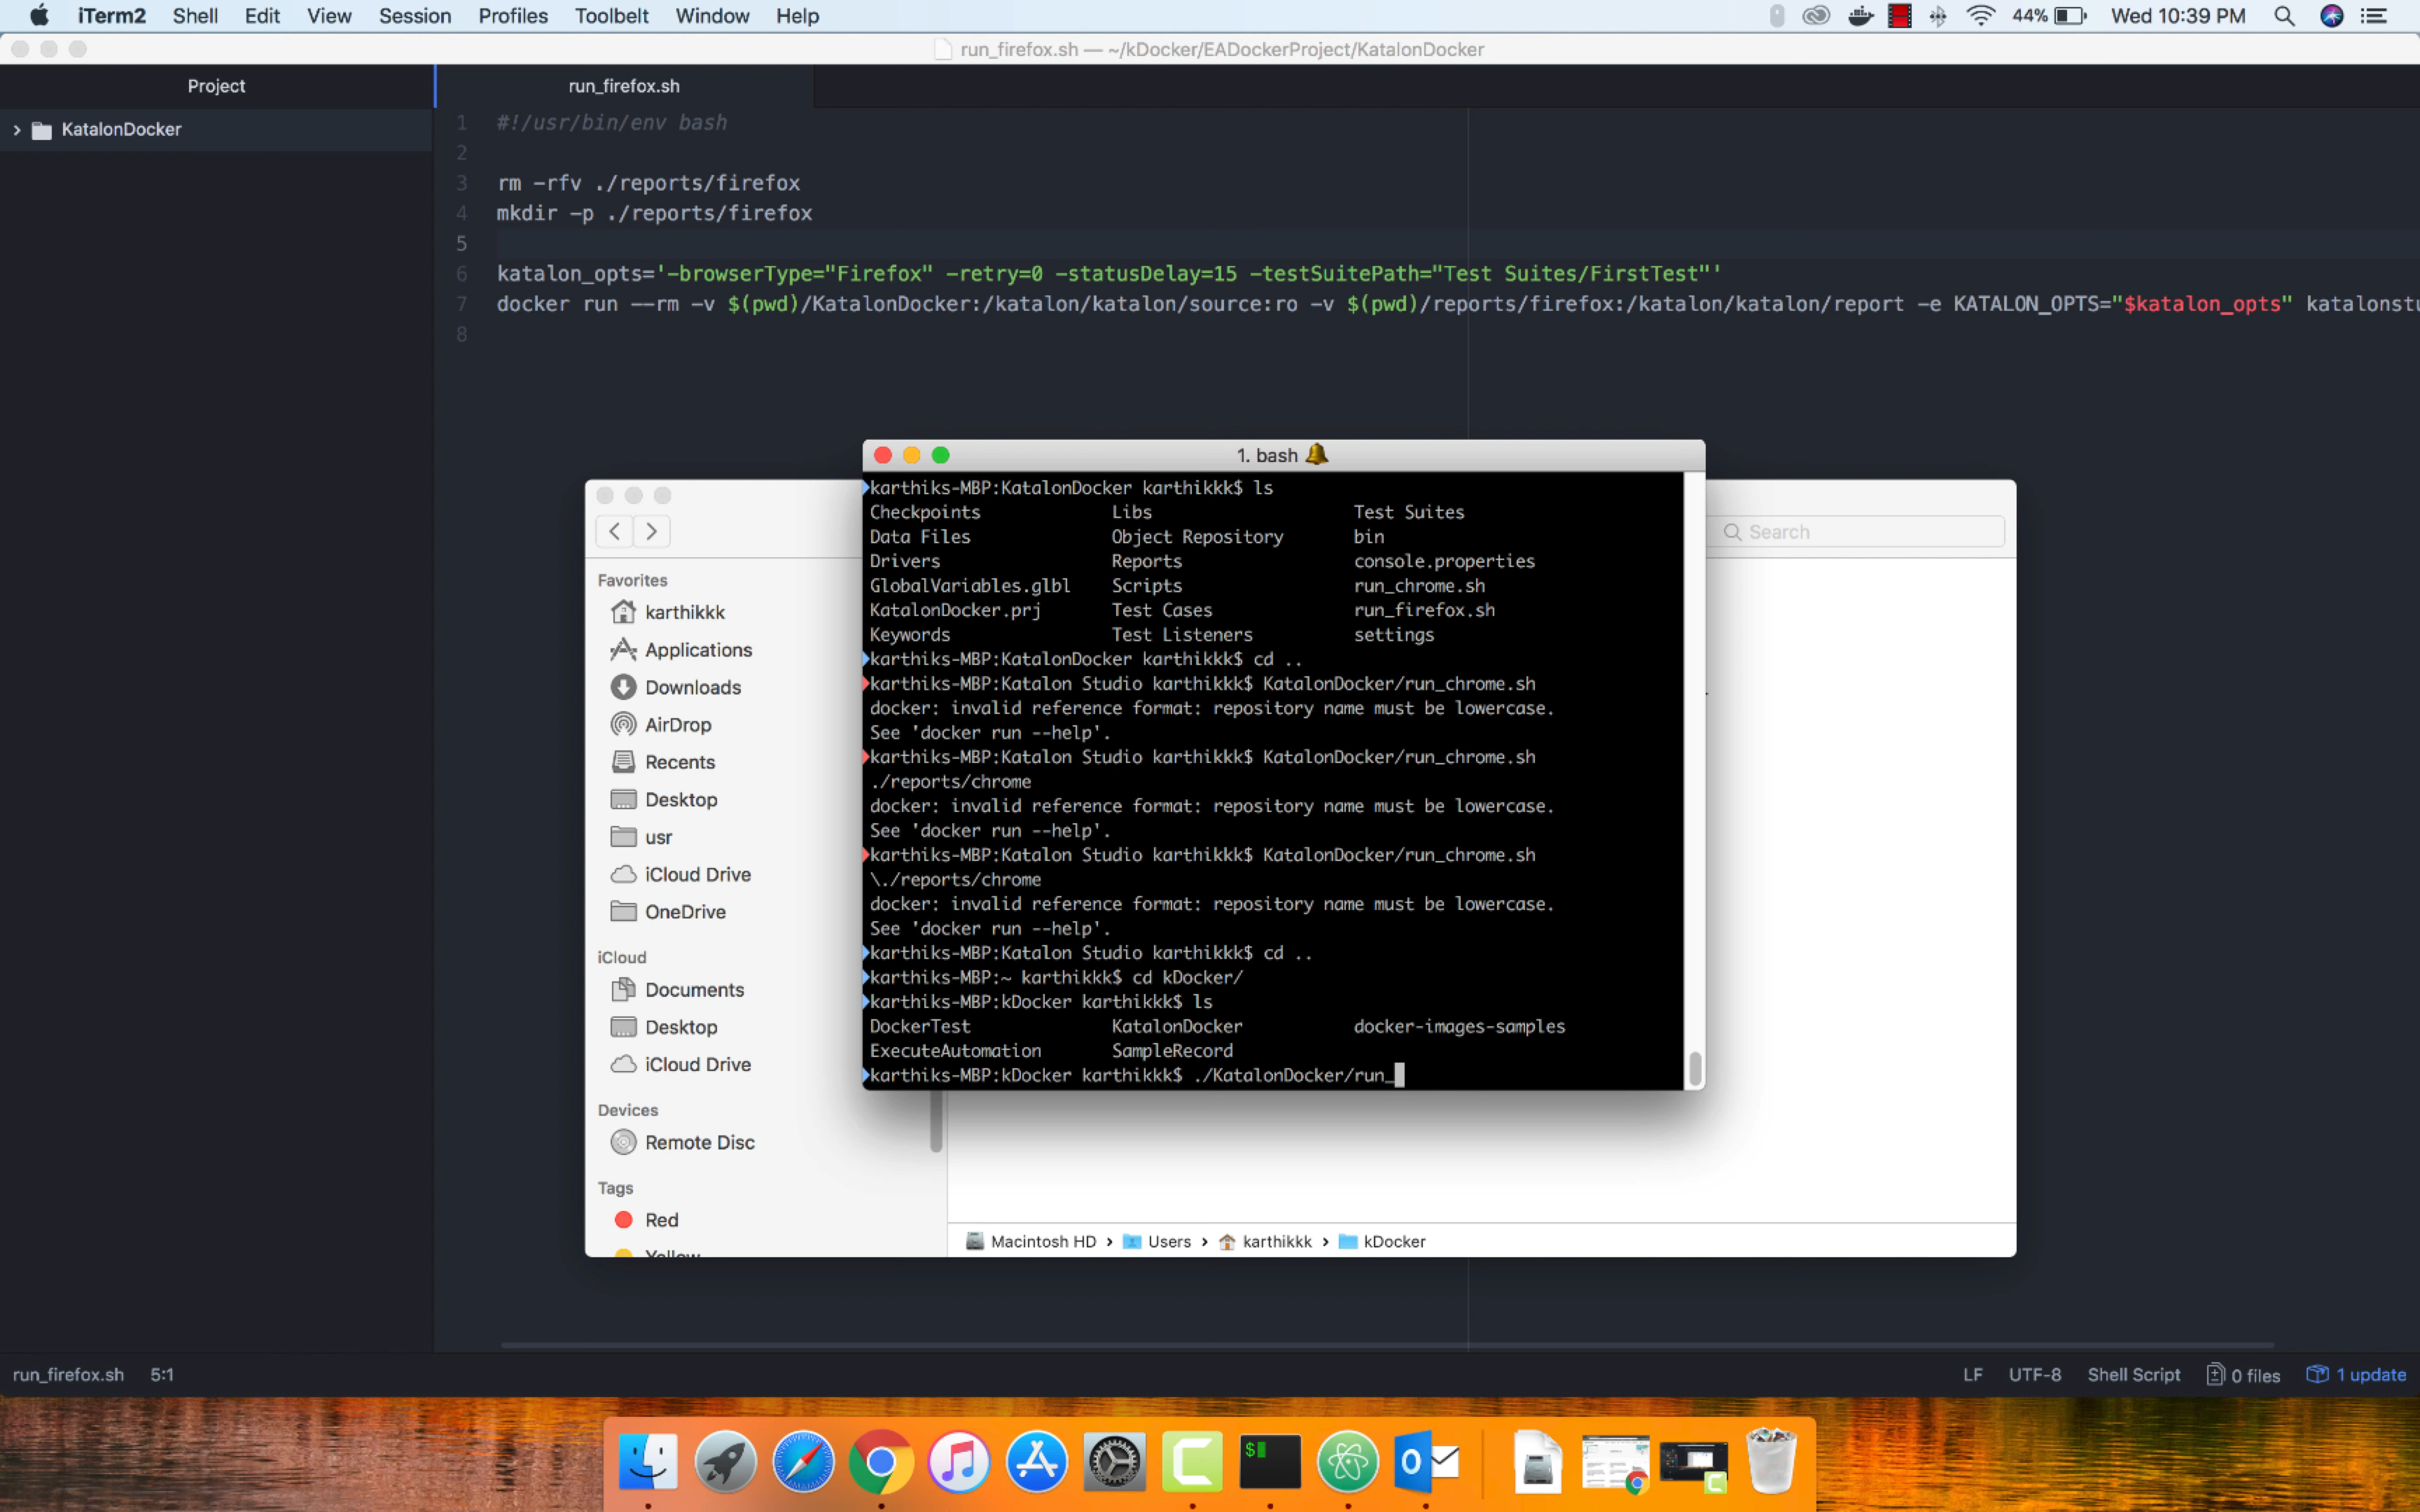 iTerm2 Shell Edit View Session Profiles Toolbelt Window Help 44% Wed 10:39 PM
run_firefox.sh — ~/kDocker/EADockerProject/KatalonDocker
Project run_firefox.sh
KatalonDocker
1 #!/usr/bin/env bash
2
3 rm -rfv ./reports/firefox
4 mkdir -p ./reports/firefox
5
6 katalon_opts='-browserType="Firefox" -retry=0 -statusDelay=15 -testSuitePath="Test Suites/FirstTest"'
7 docker run --rm -v $(pwd)/KatalonDocker:/katalon/katalon/source:ro -v $(pwd)/reports/firefox:/katalon/katalon/report -e KATALON_OPTS="$katalon_opts" katalonstu
8
1. bash
karthiks-MBP:KatalonDocker karthikkk$ ls
Checkpoints Libs Test Suites
Data Files Object Repository bin
Drivers Reports console.properties
GlobalVariables.glbl Scripts run_chrome.sh
KatalonDocker.prj Test Cases run_firefox.sh
Keywords Test Listeners settings
karthiks-MBP:KatalonDocker karthikkk$ cd ..
karthiks-MBP:Katalon Studio karthikkk$ KatalonDocker/run_chrome.sh
docker: invalid reference format: repository name must be lowercase.
See 'docker run --help'.
karthiks-MBP:Katalon Studio karthikkk$ KatalonDocker/run_chrome.sh
./reports/chrome
docker: invalid reference format: repository name must be lowercase.
See 'docker run --help'.
karthiks-MBP:Katalon Studio karthikkk$ KatalonDocker/run_chrome.sh
\./reports/chrome
docker: invalid reference format: repository name must be lowercase.
See 'docker run --help'.
karthiks-MBP:Katalon Studio karthikkk$ cd ..
karthiks-MBP:~ karthikkk$ cd kDocker/
karthiks-MBP:kDocker karthikkk$ ls
DockerTest KatalonDocker docker-images-samples
ExecuteAutomation SampleRecord
karthiks-MBP:kDocker karthikkk$ ./KatalonDocker/run_
Search
Favorites
karthikkk
Applications
Downloads
AirDrop
Recents
Desktop
usr
iCloud Drive
OneDrive
iCloud
Documents
Desktop
iCloud Drive
Devices
Remote Disc
Tags
Red
Yellow
Macintosh HD › Users › karthikkk › kDocker
run_firefox.sh 5:1 LF UTF-8 Shell Script 0 files 1 update